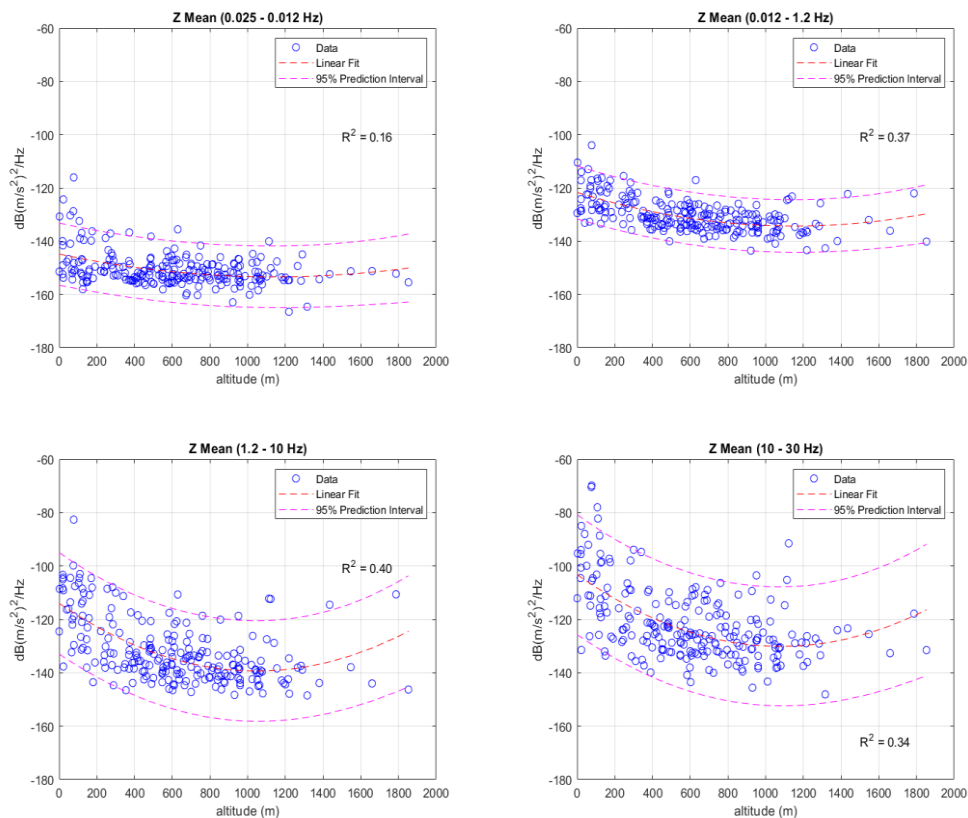 Z Mean (0.025 - 0.012 Hz)
-60
-80
-100
-120
-140
-160
-180
dB(m/s²)²/Hz
Data
Linear Fit
95% Prediction Interval
R² = 0.16
0 200 400 600 800 1000 1200 1400 1600 1800 2000
altitude (m)
Z Mean (0.012 - 1.2 Hz)
-60
-80
-100
-120
-140
-160
-180
dB(m/s²)²/Hz
Data
Linear Fit
95% Prediction Interval
R² = 0.37
0 200 400 600 800 1000 1200 1400 1600 1800 2000
altitude (m)
Z Mean (1.2 - 10 Hz)
-60
-80
-100
-120
-140
-160
-180
dB(m/s²)²/Hz
Data
Linear Fit
95% Prediction Interval
R² = 0.40
0 200 400 600 800 1000 1200 1400 1600 1800 2000
altitude (m)
Z Mean (10 - 30 Hz)
-60
-80
-100
-120
-140
-160
-180
dB(m/s²)²/Hz
Data
Linear Fit
95% Prediction Interval
R² = 0.34
0 200 400 600 800 1000 1200 1400 1600 1800 2000
altitude (m)